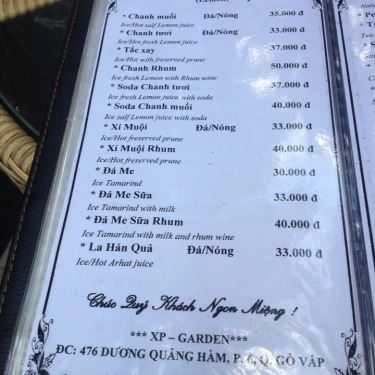 * Chanh muối Đá/Nóng 35.000 đ
Ice/Hot salf Lemon juice
* Chanh tươi Đá/Nóng 33.000 đ
Ice/Hot fresh Lemon juice
* Tắc xay 37.000 đ
Ice/Hot with freserved prune
* Chanh Rhum 50.000 đ
Ice fresh Lemon with Rhum wine
* Soda Chanh tươi 37.000 đ
Ice fresh Lemon with soda
* Soda Chanh muối 40.000 đ
Ice salf Lemon juice with soda
* Xí Muội Đá/Nóng 33.000 đ
Ice/Hot freserved prune
* Xí Muội Rhum 40.000 đ
Ice/Hot freserved prune
* Đá Me 30.000 đ
Ice Tamarind
* Đá Me Sữa 33.000 đ
Ice Tamarind with milk
* Đá Me Sữa Rhum 40.000 đ
Ice Tamarind with milk and rhum wine
* La Hán Quả Đá/Nóng 33.000 đ
Ice/Hot Arhat juice
Chúc Quý Khách Ngon Miệng !
*** XP – GARDEN***
ĐC: 476 DƯƠNG QUẢNG HÀM, P. 6, Q. GÒ VẤP